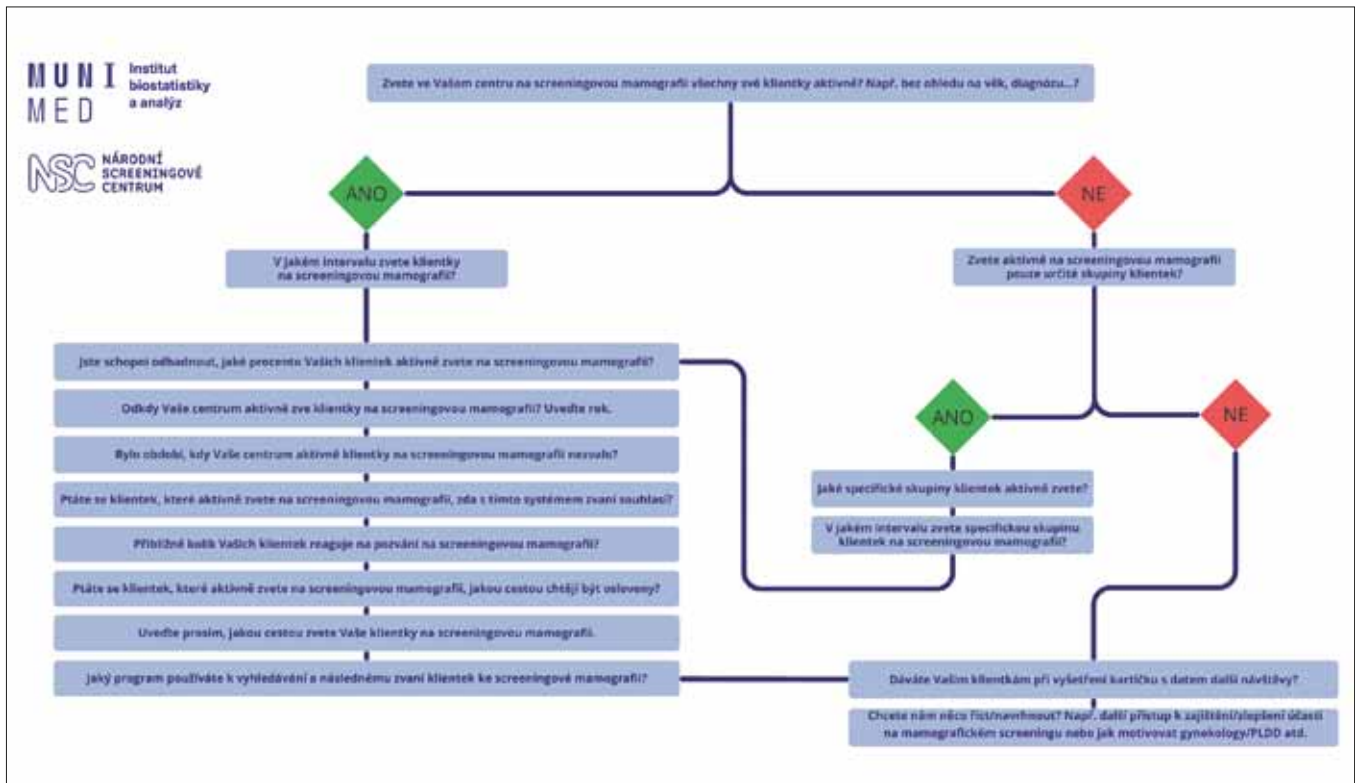 MUNI
MED
Institut
biostatistiky
a analýz
NSC
NÁRODNÍ
SCREENINGOVÉ
CENTRUM
Zvete ve Vašem centru na screeningovou mamografii všechny své klientky aktivně? Např. bez ohledu na věk, diagnózu...?
ANO
NE
V jakém intervalu zvete klientky
na screeningovou mamografii?
Zvete aktivně na screeningovou mamografii
pouze určité skupiny klientek?
Jste schopni odhadnout, jaké procento Vašich klientek aktivně zvete na screeningovou mamografii?
Odkdy Vaše centrum aktivně zve klientky na screeningovou mamografii? Uveďte rok.
Bylo období, kdy Vaše centrum aktivně klientky na screeningovou mamografii nezvalo?
Ptáte se klientek, které aktivně zvete na screeningovou mamografii, zda s tímto systémem zvaní souhlasí?
Přibližně kolik Vašich klientek reaguje na pozvání na screeningovou mamografii?
Ptáte se klientek, které aktivně zvete na screeningovou mamografii, jakou cestou chtějí být osloveny?
Uveďte prosím, jakou cestou zvete Vaše klientky na screeningovou mamografii.
Jaký program používáte k vyhledávání a následnému zvaní klientek ke screeningové mamografii?
ANO
NE
Jaké specifické skupiny klientek aktivně zvete?
V jakém intervalu zvete specifickou skupinu
klientek na screeningovou mamografii?
Dáváte Vašim klientkám při vyšetření kartičku s datem další návštěvy?
Chcete nám něco říst/navrhnout? Např. další přístup k zajištění/zlepšení účasti
na mamografickém screeningu nebo jak motivovat gynekology/PLDD atd.